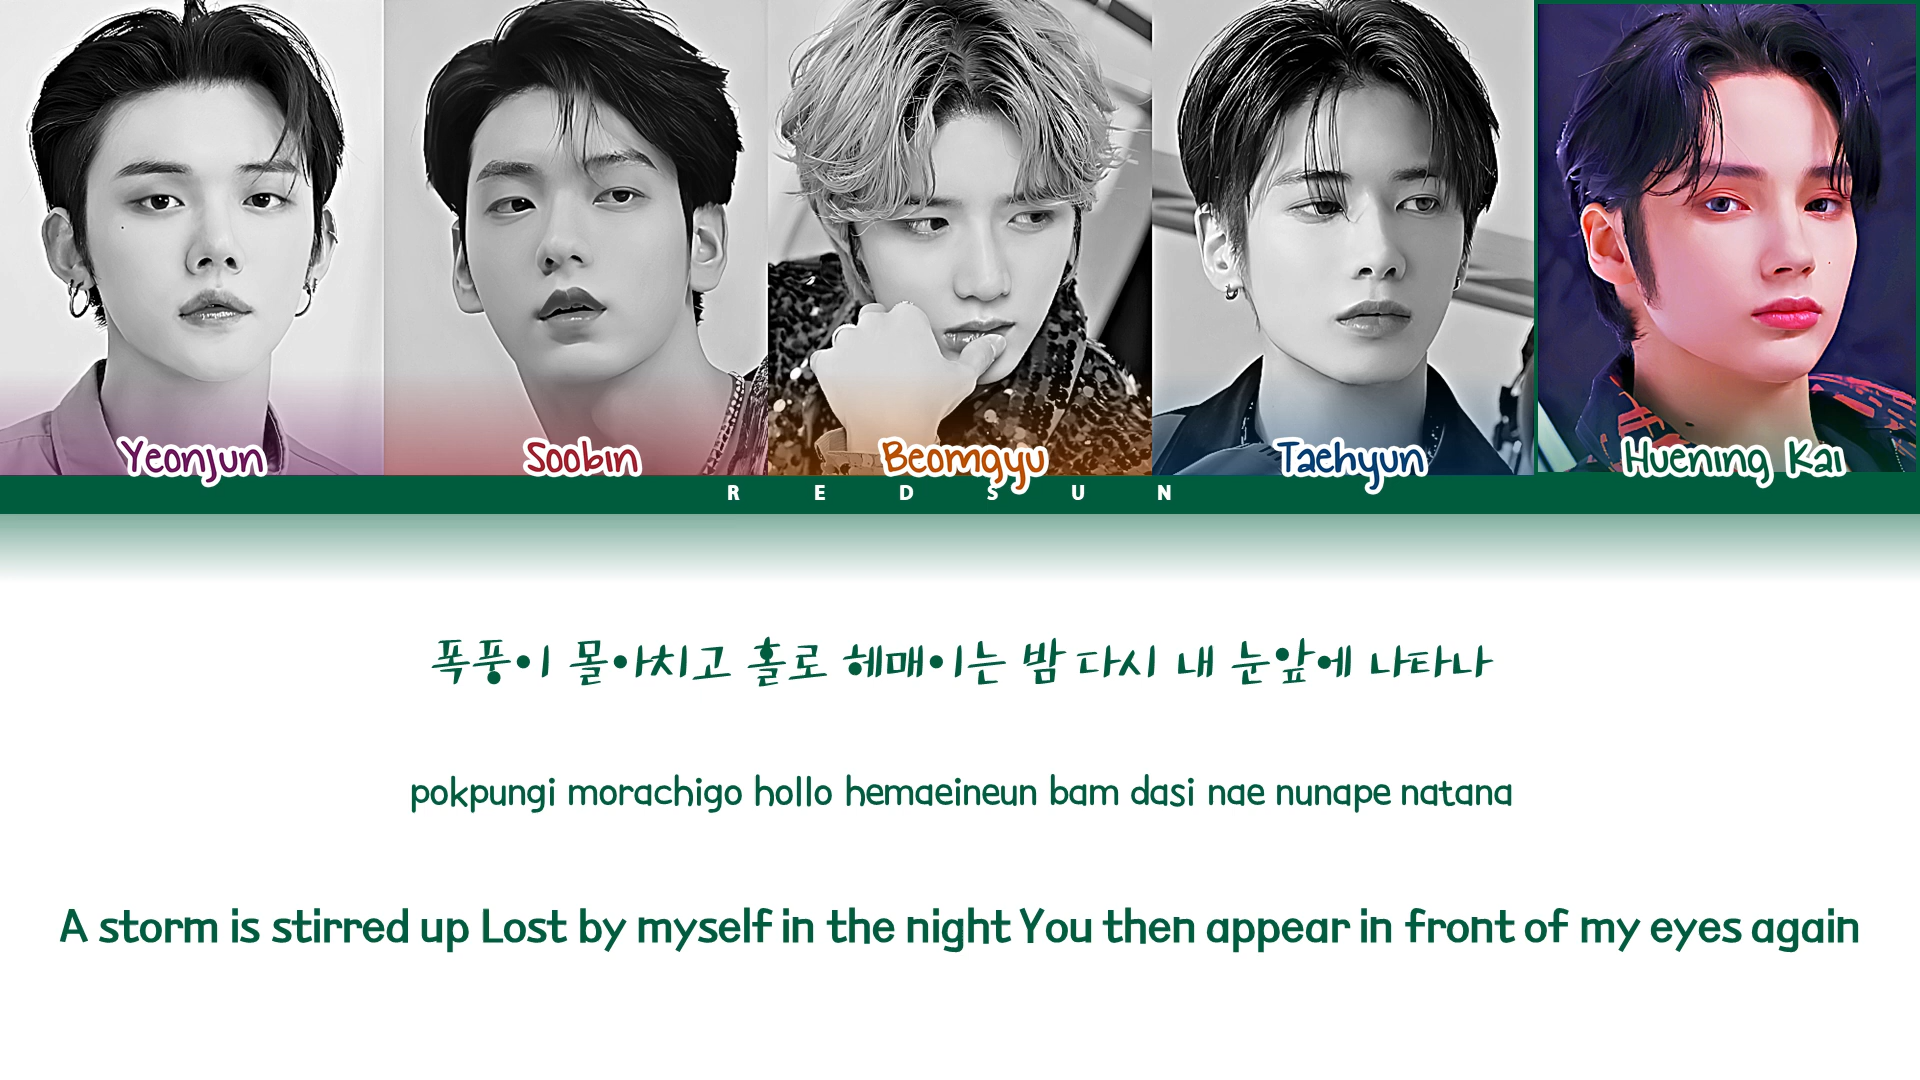 Yeonjun Soobin Beomgyu Taehyun Huening Kai
R E D S U N
폭풍이 몰아치고 홀로 헤매이는 밤 다시 내 눈앞에 나타나
pokpungi morachigo hollo hemaeineun bam dasi nae nunape natana
A storm is stirred up Lost by myself in the night You then appear in front of my eyes again